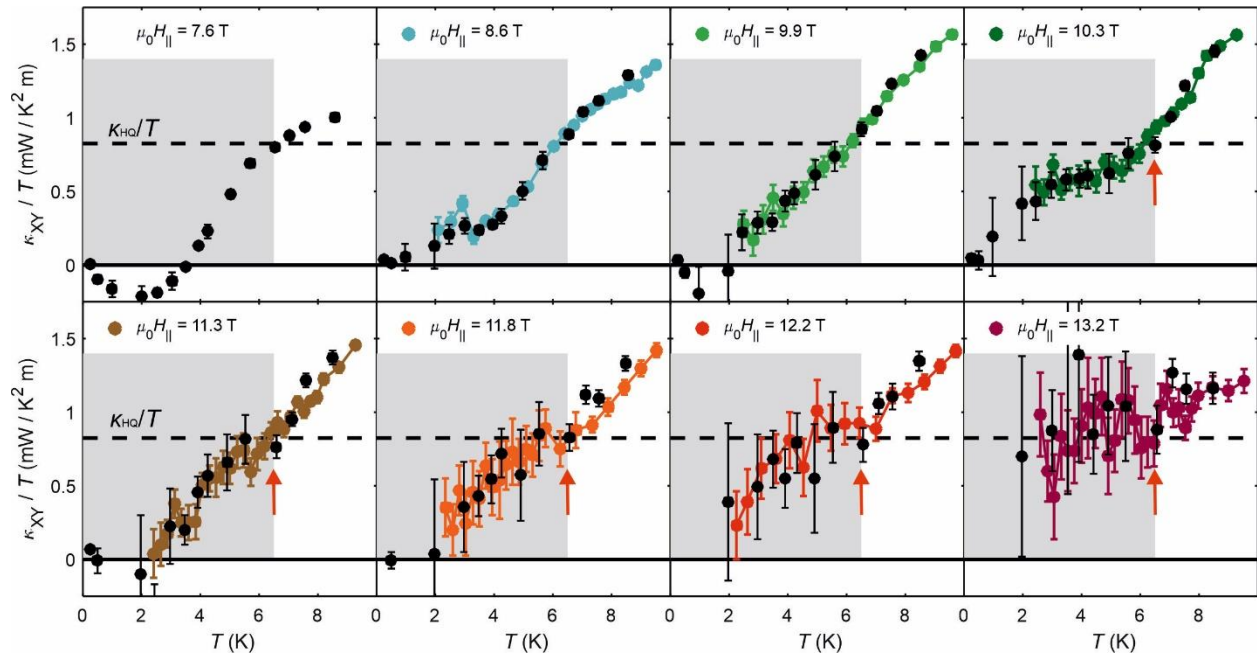 μ₀H|| = 7.6 T
μ₀H|| = 8.6 T
μ₀H|| = 9.9 T
μ₀H|| = 10.3 T
κXY / T (mW / K² m)
1.5
1
0.5
0
κHQ/T
μ₀H|| = 11.3 T
μ₀H|| = 11.8 T
μ₀H|| = 12.2 T
μ₀H|| = 13.2 T
κXY / T (mW / K² m)
1.5
1
0.5
0
κHQ/T
0 2 4 6 8 0 2 4 6 8 0 2 4 6 8 0 2 4 6 8
T (K) T (K) T (K) T (K)